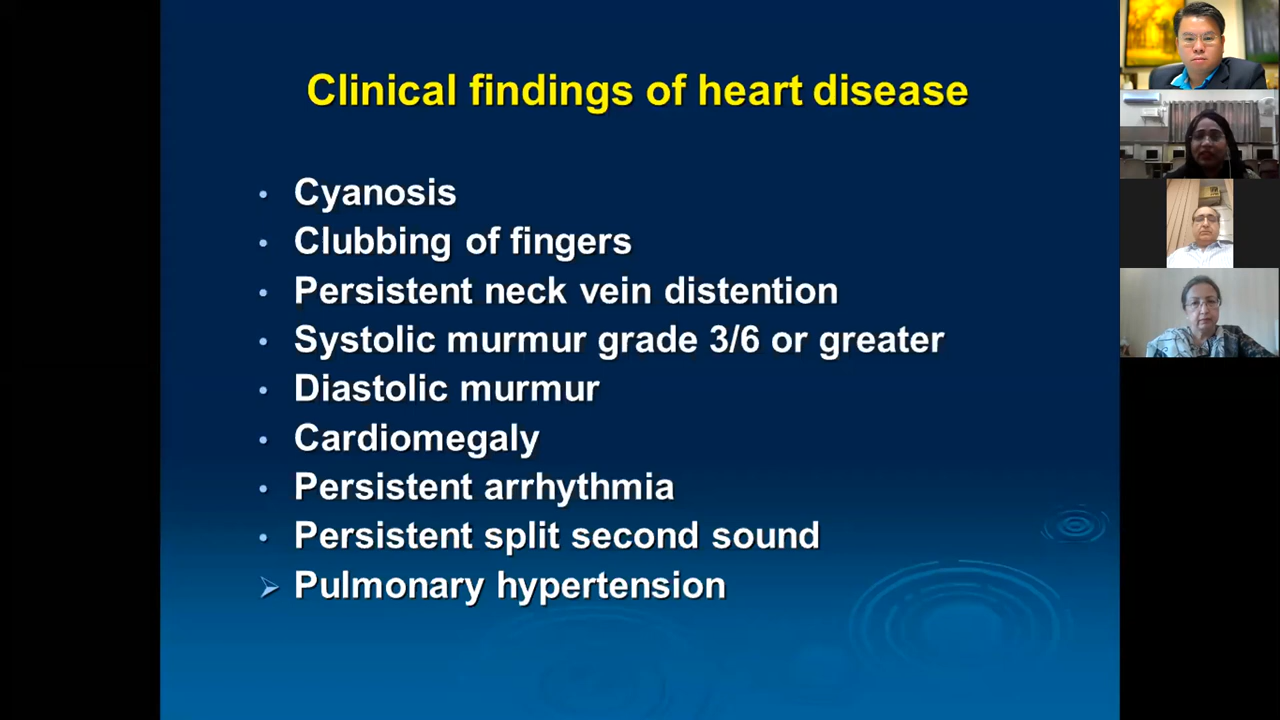 Clinical findings of heart disease
Cyanosis
Clubbing of fingers
Persistent neck vein distention
Systolic murmur grade 3/6 or greater
Diastolic murmur
Cardiomegaly
Persistent arrhythmia
Persistent split second sound
Pulmonary hypertension